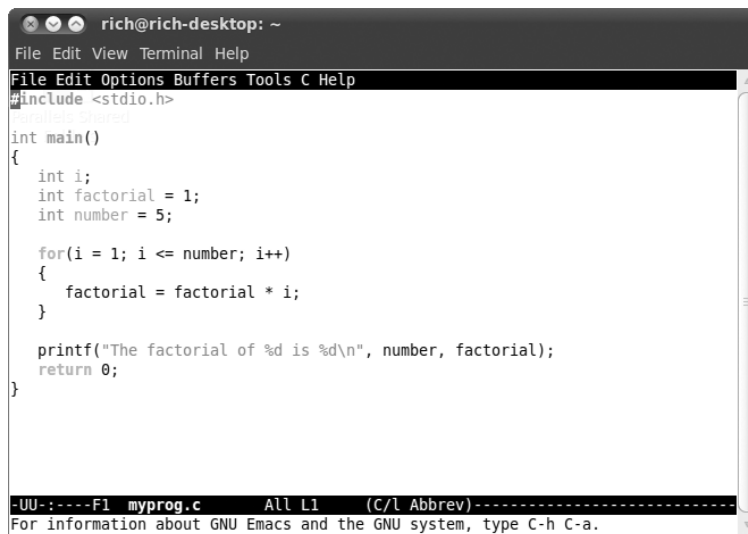 rich@rich-desktop: ~
File Edit View Terminal Help
File Edit Options Buffers Tools C Help
#include <stdio.h>
Parallels Shared
int main()
{
   int i;
   int factorial = 1;
   int number = 5;

   for(i = 1; i <= number; i++)
   {
      factorial = factorial * i;
   }

   printf("The factorial of %d is %d\n", number, factorial);
   return 0;
}
-UU-:----F1  myprog.c       All L1     (C/l Abbrev)-----------------------------
For information about GNU Emacs and the GNU system, type C-h C-a.